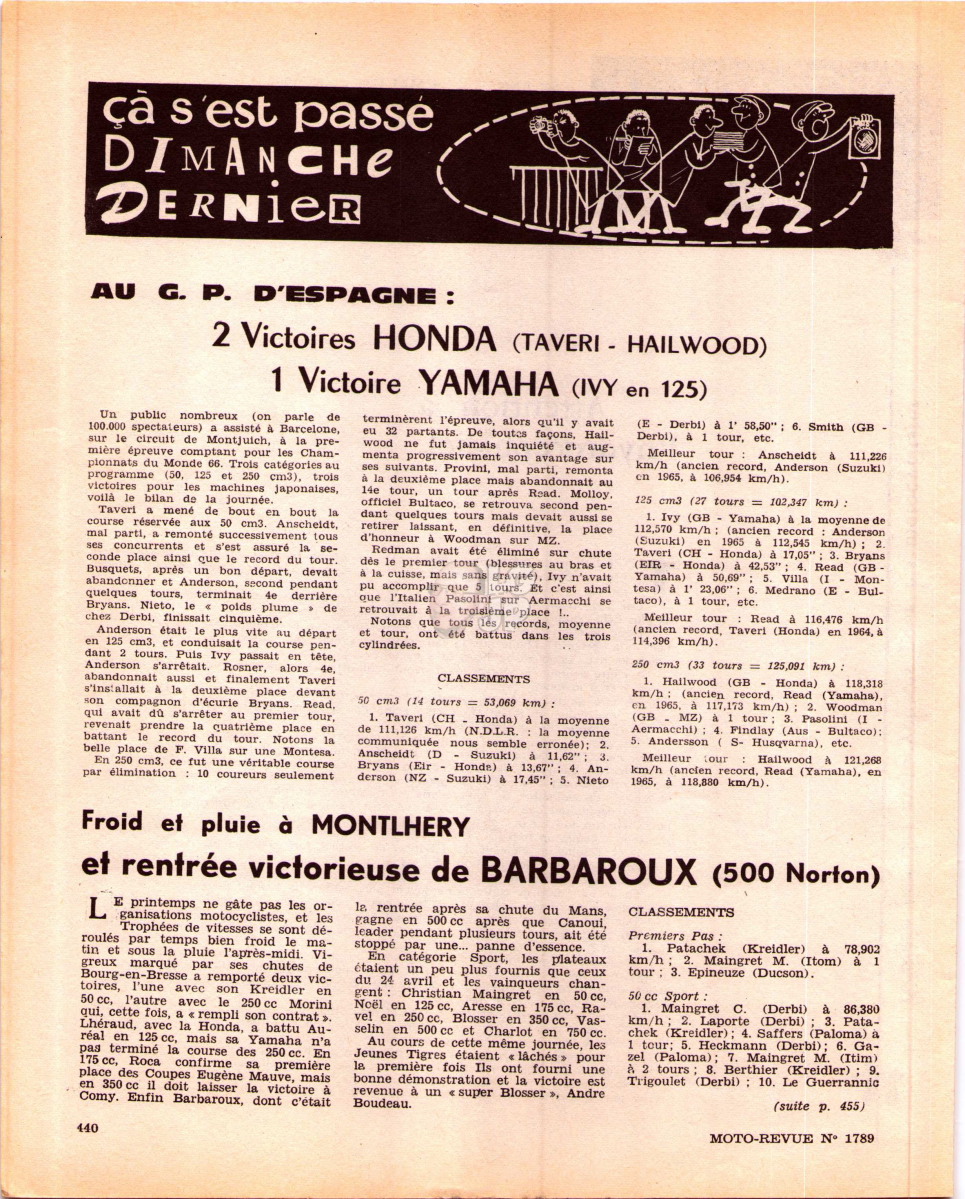 çà s'est passé
DIMANCHE
DERNIER
AU G. P. D'ESPAGNE :
2 Victoires HONDA (TAVERI - HAILWOOD)
1 Victoire YAMAHA (IVY en 125)
Un public nombreux (on parle de
100.000 spectateurs) a assisté à Barcelone,
sur le circuit de Montjuich, à la pre-
mière épreuve comptant pour les Cham-
pionnats du Monde 66. Trois catégories au
programme (50, 125 et 250 cm3), trois
victoires pour les machines japonaises,
voilà le bilan de la journée.
Taveri a mené de bout en bout la
course réservée aux 50 cm3. Anscheidt,
mal parti, a remonté successivement tous
ses concurrents et s'est assuré la se-
conde place ainsi que le record du tour.
Busquets, après un bon départ, devait
abandonner et Anderson, second pendant
quelques tours, terminait 4e derrière
Bryans. Nieto, le « poids plume » de
chez Derbi, finissait cinquième.
Anderson était le plus vite au départ
en 125 cm3, et conduisait la course pen-
dant 2 tours. Puis Ivy passait en tête,
Anderson s'arrêtait. Rosner, alors 4e,
abandonnait aussi et finalement Taveri
s'installait à la deuxième place devant
son compagnon d'écurie Bryans. Read,
qui avait dû s'arrêter au premier tour,
revenait prendre la quatrième place en
battant le record du tour. Notons la
belle place de F. Villa sur une Montesa.
En 250 cm3, ce fut une véritable course
par élimination : 10 coureurs seulement
terminèrent l'épreuve, alors qu'il y avait
eu 32 partants. De toutes façons, Hail-
wood ne fut jamais inquiété et aug-
menta progressivement son avantage sur
ses suivants. Provini, mal parti, remonta
à la deuxième place mais abandonnait au
14e tour, un tour après Read. Molloy,
officiel Bultaco, se retrouva second pen-
dant quelques tours mais devait aussi se
retirer laissant, en définitive, la place
d'honneur à Woodman sur MZ.
Redman avait été éliminé sur chute
dès le premier tour (blessures au bras et
à la cuisse, mais sans gravité), Ivy n'avait
pu accomplir que 5 tours. Et c'est ainsi
que l'Italien Pasolini sur Aermacchi se
retrouvait à la troisième place !..
Notons que tous les records, moyenne
et tour, ont été battus dans les trois
cylindrées.
CLASSEMENTS
50 cm3 (14 tours = 53,069 km) :
1. Taveri (CH - Honda) à la moyenne
de 111,126 km/h (N.D.L.R. : la moyenne
communiquée nous semble erronée); 2.
Anscheidt (D - Suzuki) à 11,62" ; 3.
Bryans (Eir - Honda) à 13,67" ; 4. An-
derson (NZ - Suzuki) à 17,45" ; 5. Nieto
(E - Derbi) à 1' 58,50" ; 6. Smith (GB -
Derbi), à 1 tour, etc.
Meilleur tour : Anscheidt à 111,226
km/h (ancien record, Anderson (Suzuki)
en 1965, à 106,954 km/h).
125 cm3 (27 tours = 102,347 km) :
1. Ivy (GB - Yamaha) à la moyenne de
112,570 km/h ; (ancien record : Anderson
(Suzuki) en 1965 à 112,545 km/h) ; 2.
Taveri (CH - Honda) à 17,05" ; 3. Bryans
(EIR - Honda) à 42,53" ; 4. Read (GB -
Yamaha) à 50,69" ; 5. Villa (I - Mon-
tesa) à 1' 23,06" ; 6. Medrano (E - Bul-
taco), à 1 tour, etc.
Meilleur tour : Read à 116,476 km/h
(ancien record, Taveri (Honda) en 1964, à
114,396 km/h).
250 cm3 (33 tours = 125,091 km) :
1. Hailwood (GB - Honda) à 118,318
km/h ; (ancien record, Read (Yamaha),
en 1965, à 117,173 km/h) ; 2. Woodman
(GB - MZ) à 1 tour ; 3. Pasolini (I -
Aermacchi) ; 4. Findlay (Aus - Bultaco);
5. Andersson ( S- Husqvarna), etc.
Meilleur tour : Hailwood à 121,268
km/h (ancien record, Read (Yamaha), en
1965, à 118,880 km/h).
Froid et pluie à MONTLHERY
et rentrée victorieuse de BARBAROUX (500 Norton)
LE printemps ne gâte pas les or-
ganisations motocyclistes, et les
Trophées de vitesses se sont dé-
roulés par temps bien froid le ma-
tin et sous la pluie l'après-midi. Vi-
greux marqué par ses chutes de
Bourg-en-Bresse a remporté deux vic-
toires, l'une avec son Kreidler en
50 cc, l'autre avec le 250 cc Morini
qui, cette fois, a « rempli son contrat ».
Lhéraud, avec la Honda, a battu Au-
réal en 125 cc, mais sa Yamaha n'a
pas terminé la course des 250 cc. En
175 cc, Roca confirme sa première
place des Coupes Eugène Mauve, mais
en 350 cc il doit laisser la victoire à
Comy. Enfin Barbaroux, dont c'était
la rentrée après sa chute du Mans,
gagne en 500 cc après que Canoui,
leader pendant plusieurs tours, ait été
stoppé par une... panne d'essence.
En catégorie Sport, les plateaux
étaient un peu plus fournis que ceux
du 24 avril et les vainqueurs chan-
gent : Christian Maingret en 50 cc,
Noël en 125 cc, Aresse en 175 cc, Ra-
vel en 250 cc, Blosser en 350 cc, Vas-
selin en 500 cc et Charlot en 750 cc.
Au cours de cette même journée, les
Jeunes Tigres étaient « lâchés » pour
la première fois Ils ont fourni une
bonne démonstration et la victoire est
revenue à un « super Blosser », Andre
Boudeau.
CLASSEMENTS
Premiers Pas :
1. Patachek (Kreidler) à 78,902
km/h ; 2. Maingret M. (Itom) à 1
tour ; 3. Epineuze (Ducson).
50 cc Sport :
1. Maingret C. (Derbi) à 86,380
km/h ; 2. Laporte (Derbi) ; 3. Pata-
chek (Kreidler) ; 4. Saffers (Paloma) à
1 tour; 5. Heckmann (Derbi) ; 6. Ga-
zel (Paloma) ; 7. Maingret M. (Itim)
à 2 tours ; 8. Berthier (Kreidler) ; 9.
Trigoulet (Derbi) ; 10. Le Guerrannic
(suite p. 455)
440
MOTO-REVUE N° 1789